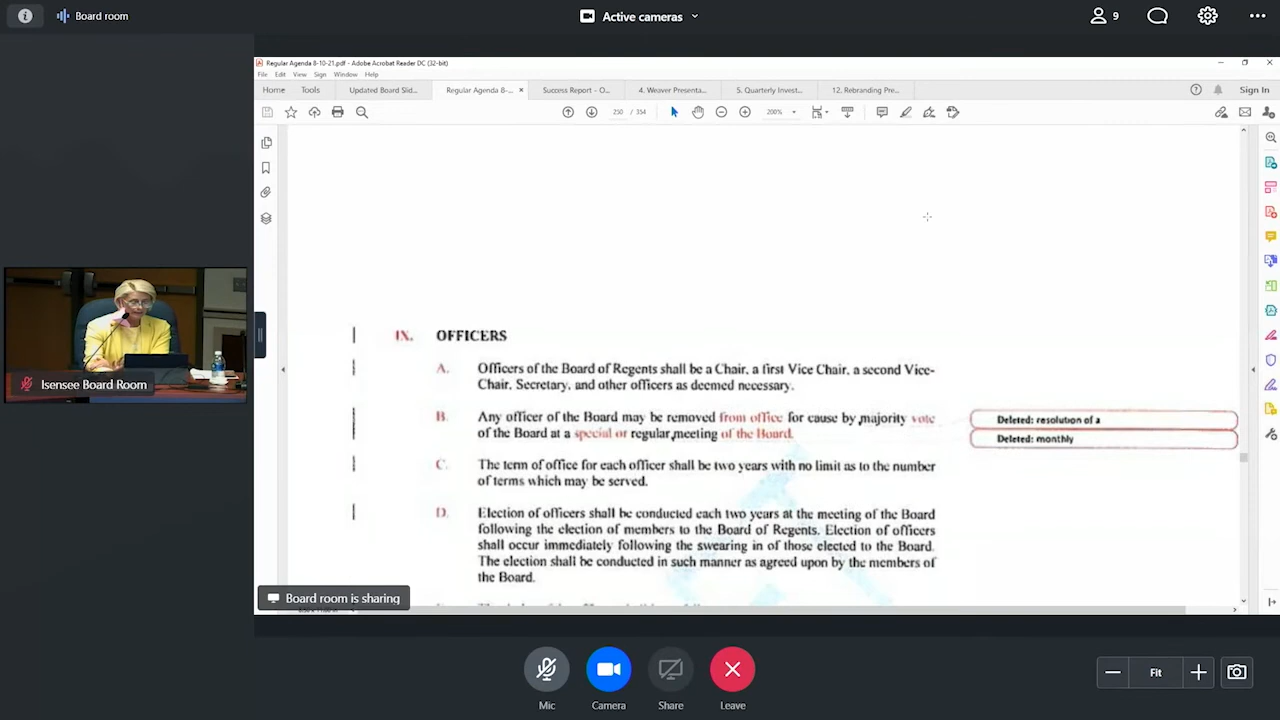 Board room
Active cameras
9
Regular Agenda 8-10-21.pdf - Adobe Acrobat Reader DC (32-bit)
File Edit View Sign Window Help
Home Tools Updated Board Slid... Regular Agenda 8-... × Success Report - O... 4. Weaver Presenta... 5. Quarterly Invest... 12. Rebranding Pre... Sign In
250 / 354 200%
IX. OFFICERS
A. Officers of the Board of Regents shall be a Chair, a first Vice Chair, a second Vice-
Chair, Secretary, and other officers as deemed necessary.
B. Any officer of the Board may be removed from office for cause by majority vote
of the Board at a special or regular meeting of the Board.
Deleted: resolution of a
Deleted: monthly
C. The term of office for each officer shall be two years with no limit as to the number
of terms which may be served.
D. Election of officers shall be conducted each two years at the meeting of the Board
following the election of members to the Board of Regents. Election of officers
shall occur immediately following the swearing in of those elected to the Board.
The election shall be conducted in such manner as agreed upon by the members of
the Board.
Isensee Board Room
Board room is sharing
Mic Camera Share Leave
Fit